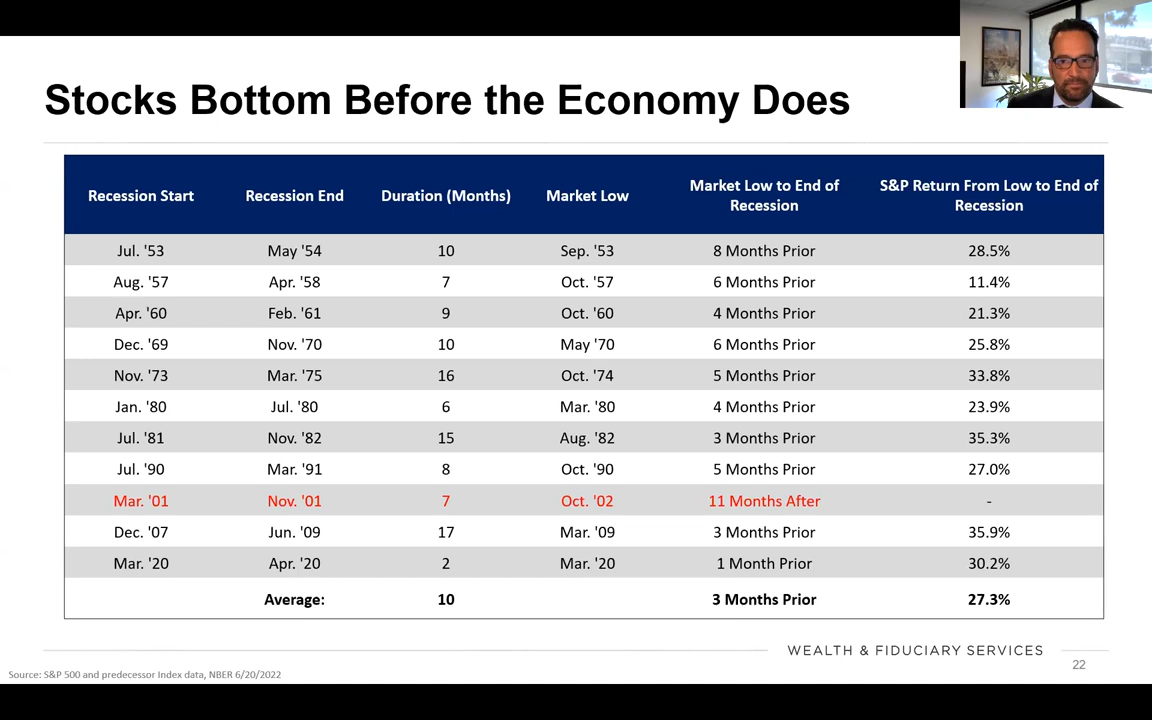 Stocks Bottom Before the Economy Does
Recession Start Recession End Duration (Months) Market Low Market Low to End of Recession S&P Return From Low to End of Recession
Jul. '53 May '54 10 Sep. '53 8 Months Prior 28.5%
Aug. '57 Apr. '58 7 Oct. '57 6 Months Prior 11.4%
Apr. '60 Feb. '61 9 Oct. '60 4 Months Prior 21.3%
Dec. '69 Nov. '70 10 May '70 6 Months Prior 25.8%
Nov. '73 Mar. '75 16 Oct. '74 5 Months Prior 33.8%
Jan. '80 Jul. '80 6 Mar. '80 4 Months Prior 23.9%
Jul. '81 Nov. '82 15 Aug. '82 3 Months Prior 35.3%
Jul. '90 Mar. '91 8 Oct. '90 5 Months Prior 27.0%
Mar. '01 Nov. '01 7 Oct. '02 11 Months After -
Dec. '07 Jun. '09 17 Mar. '09 3 Months Prior 35.9%
Mar. '20 Apr. '20 2 Mar. '20 1 Month Prior 30.2%
Average: 10 3 Months Prior 27.3%
WEALTH & FIDUCIARY SERVICES
22
Source: S&P 500 and predecessor Index data, NBER 6/20/2022